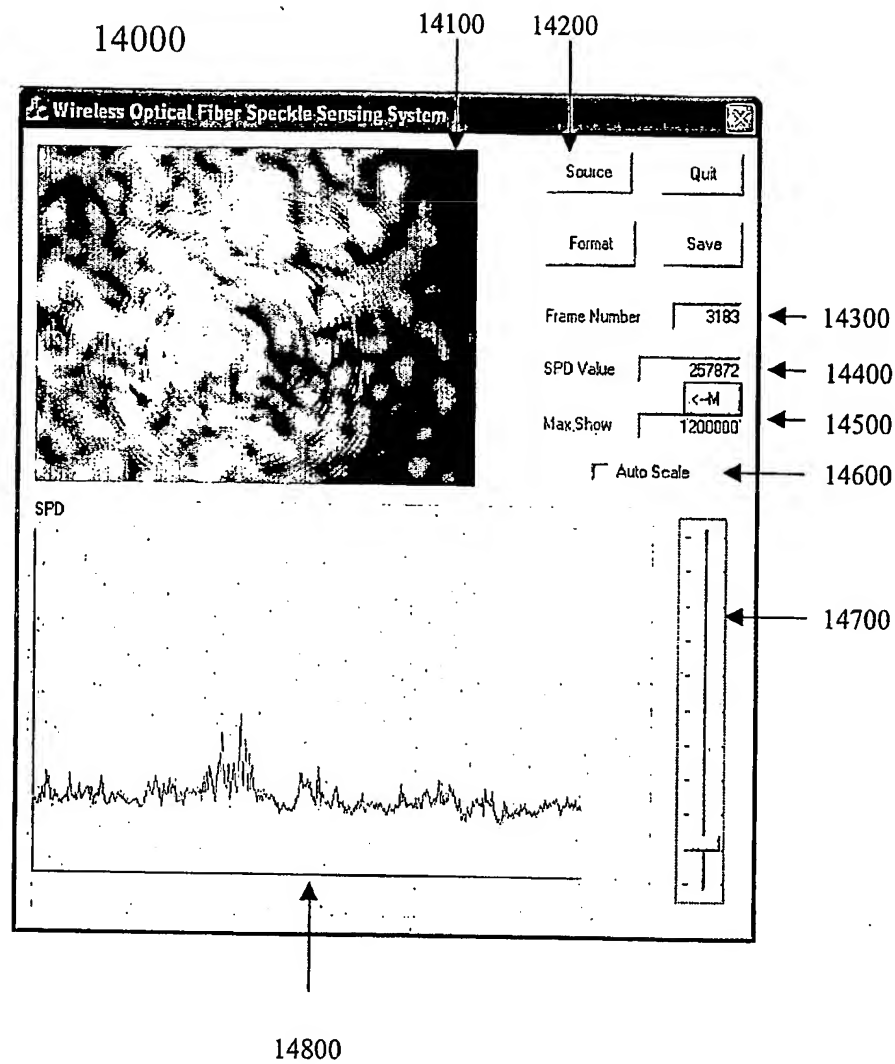 14000
14100
14200
Wireless Optical Fiber Speckle Sensing System
Source
Quit
Format
Save
Frame Number 3183
14300
SPD Value 257872
14400
<--M
Max.Show 1200000
14500
Auto Scale
14600
SPD
14700
14800